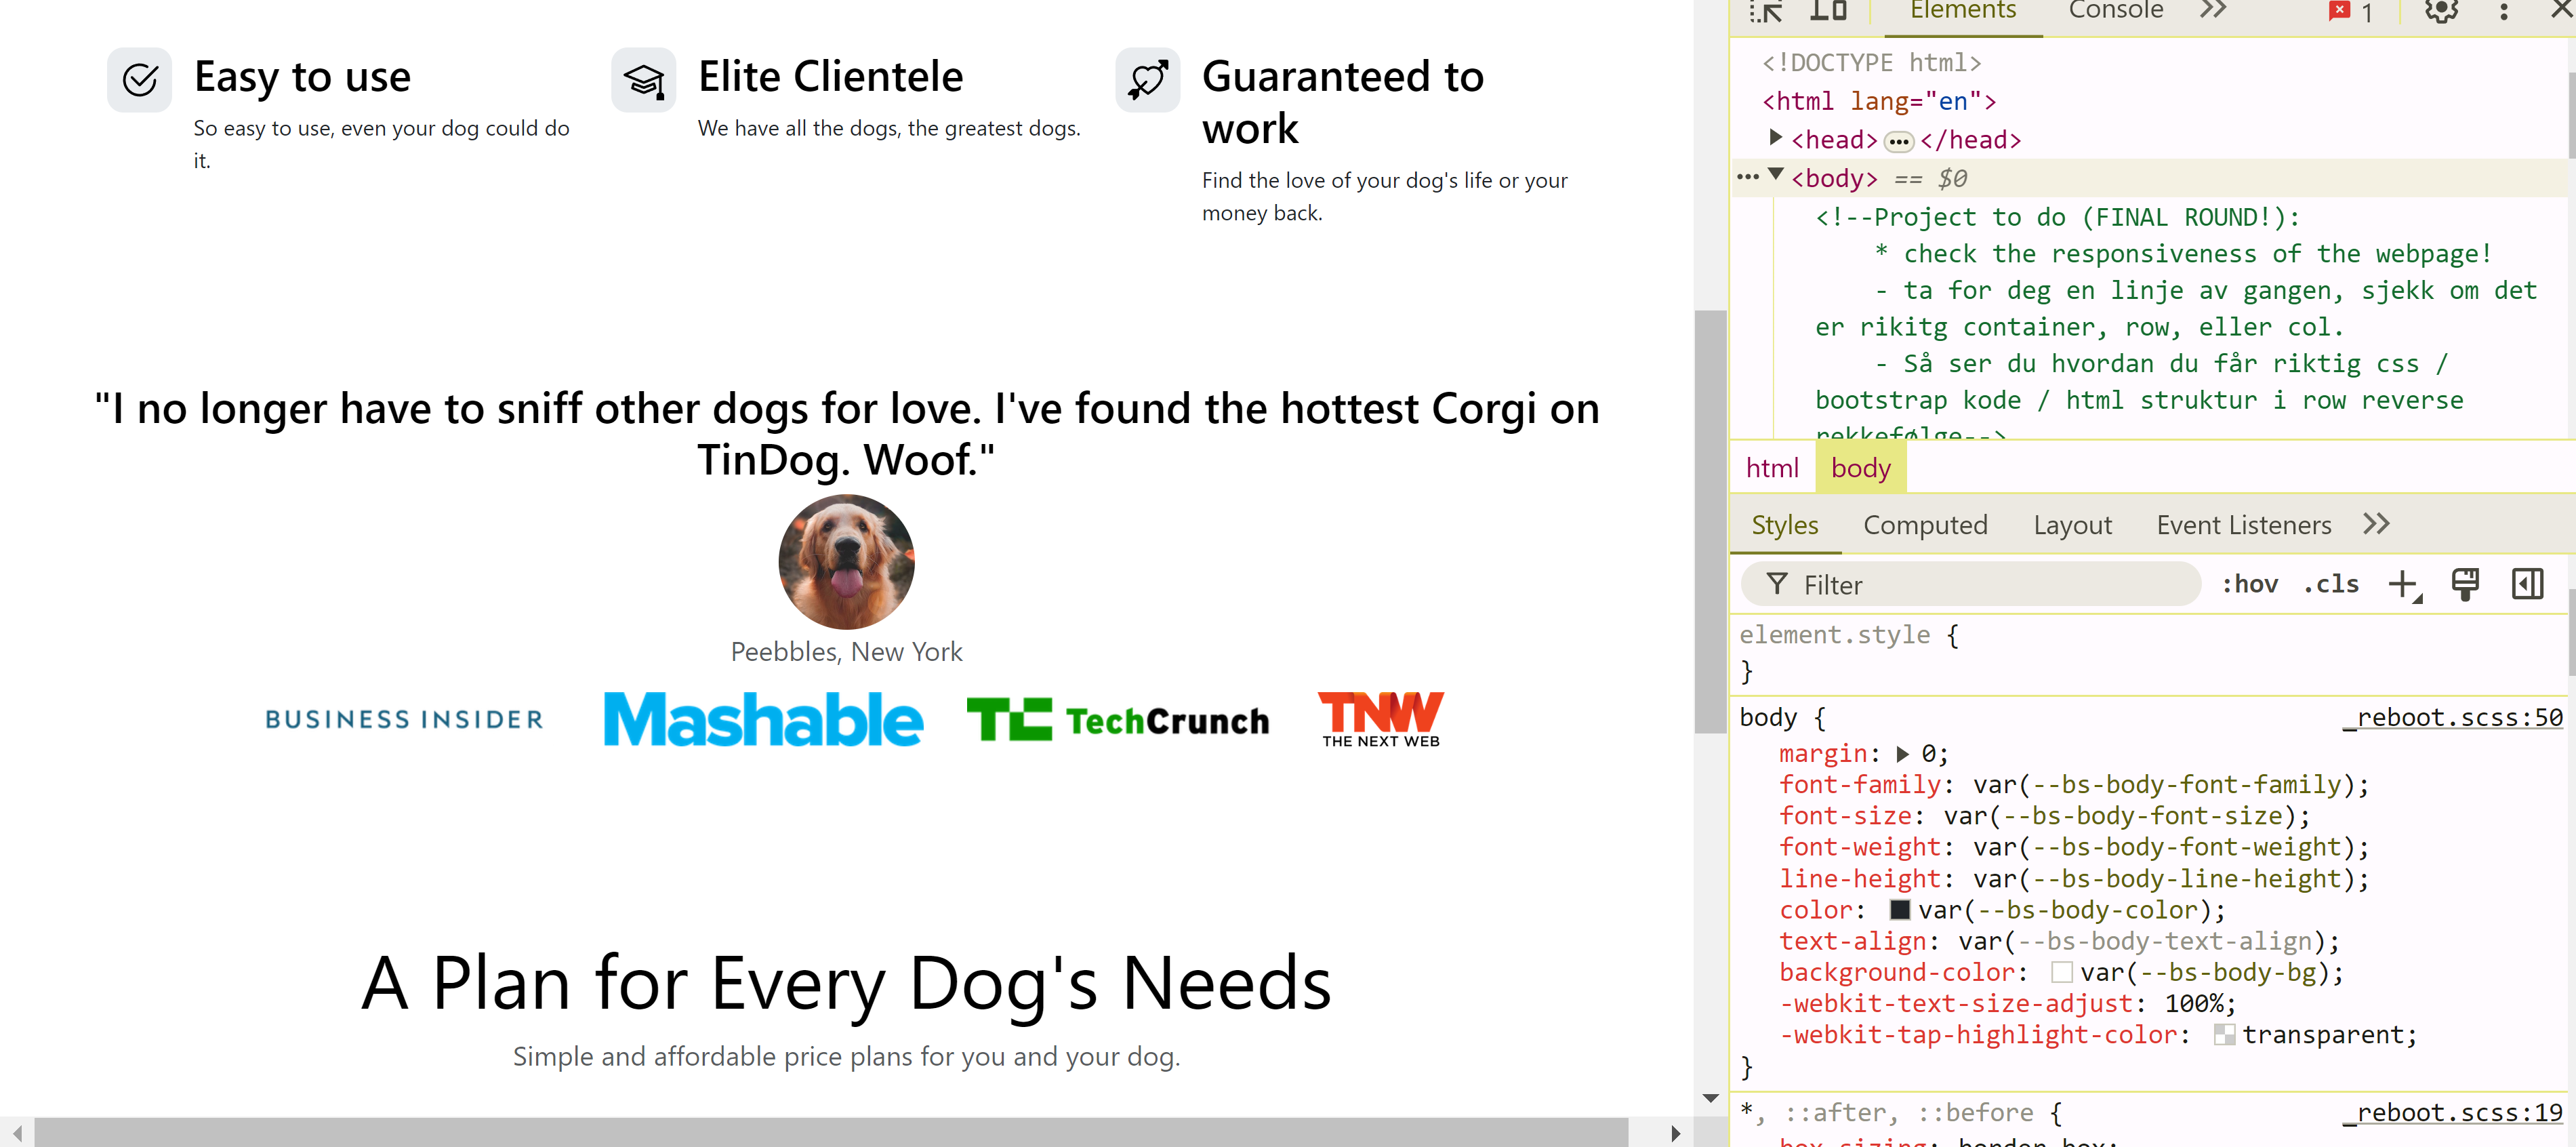 Easy to use
So easy to use, even your dog could do
it.
Elite Clientele
We have all the dogs, the greatest dogs.
Guaranteed to
work
Find the love of your dog's life or your
money back.
"I no longer have to sniff other dogs for love. I've found the hottest Corgi on
TinDog. Woof."
Peebbles, New York
BUSINESS INSIDER
Mashable
TC TechCrunch
TNW
THE NEXT WEB
A Plan for Every Dog's Needs
Simple and affordable price plans for you and your dog.
Elements Console 1
<!DOCTYPE html>
<html lang="en">
<head> ••• </head>
••• <body> == $0
<!--Project to do (FINAL ROUND!):
* check the responsiveness of the webpage!
- ta for deg en linje av gangen, sjekk om det
er rikitg container, row, eller col.
- Så ser du hvordan du får riktig css /
bootstrap kode / html struktur i row reverse
rekkefølge-->
html body
Styles Computed Layout Event Listeners
Filter :hov .cls
element.style {
}
body { _reboot.scss:50
margin: 0;
font-family: var(--bs-body-font-family);
font-size: var(--bs-body-font-size);
font-weight: var(--bs-body-font-weight);
line-height: var(--bs-body-line-height);
color: var(--bs-body-color);
text-align: var(--bs-body-text-align);
background-color: var(--bs-body-bg);
-webkit-text-size-adjust: 100%;
-webkit-tap-highlight-color: transparent;
}
*, ::after, ::before { _reboot.scss:19
box-sizing: border-box;